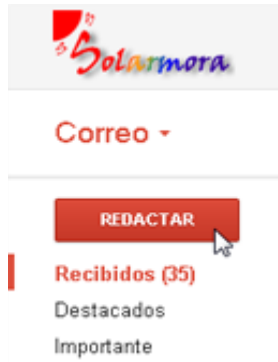 Solarmora
Correo
REDACTAR
Recibidos (35)
Destacados
Importante